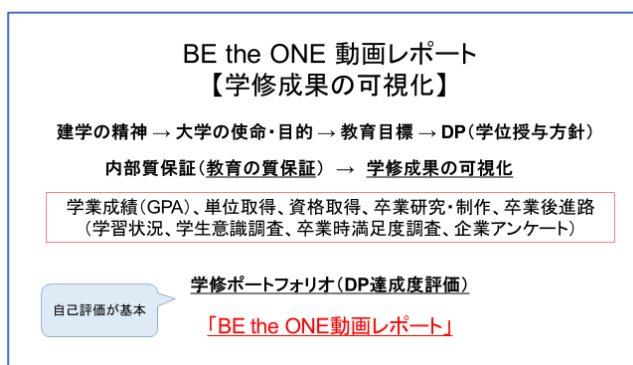 BE the ONE 動画レポート
【学修成果の可視化】
建学の精神 → 大学の使命・目的 → 教育目標 → DP(学位授与方針)
内部質保証(教育の質保証) → 学修成果の可視化
学業成績(GPA)、単位取得、資格取得、卒業研究・制作、卒業後進路
(学習状況、学生意識調査、卒業時満足度調査、企業アンケート)
学修ポートフォリオ(DP達成度評価)
自己評価が基本
「BE the ONE動画レポート」